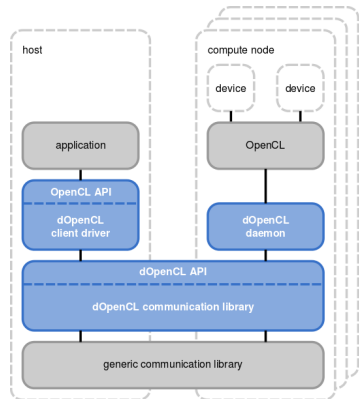 host
compute node
device
device
application
OpenCL
OpenCL API
dOpenCL
client driver
dOpenCL
daemon
dOpenCL API
dOpenCL communication library
generic communication library